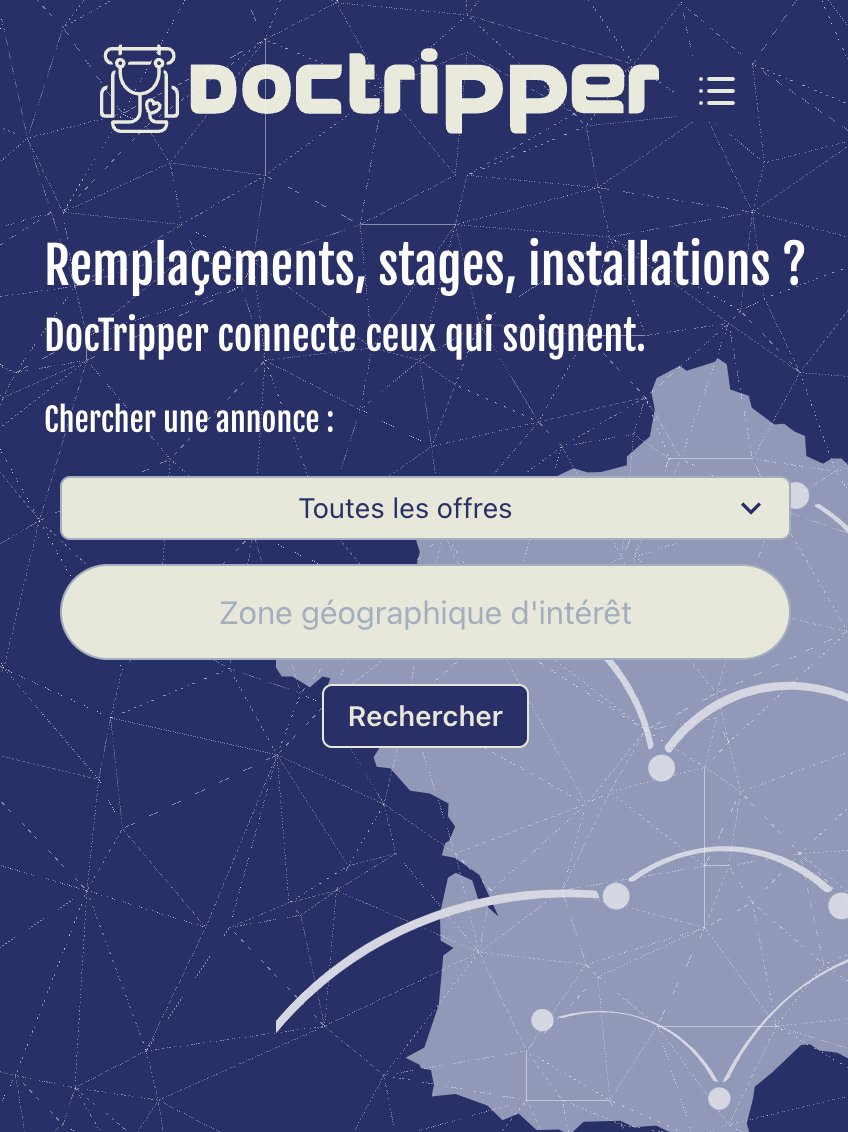 DOCTRIPPER
Remplaçements, stages, installations ?
DocTripper connecte ceux qui soignent.
Chercher une annonce :
Toutes les offres
Zone géographique d'intérêt
Rechercher